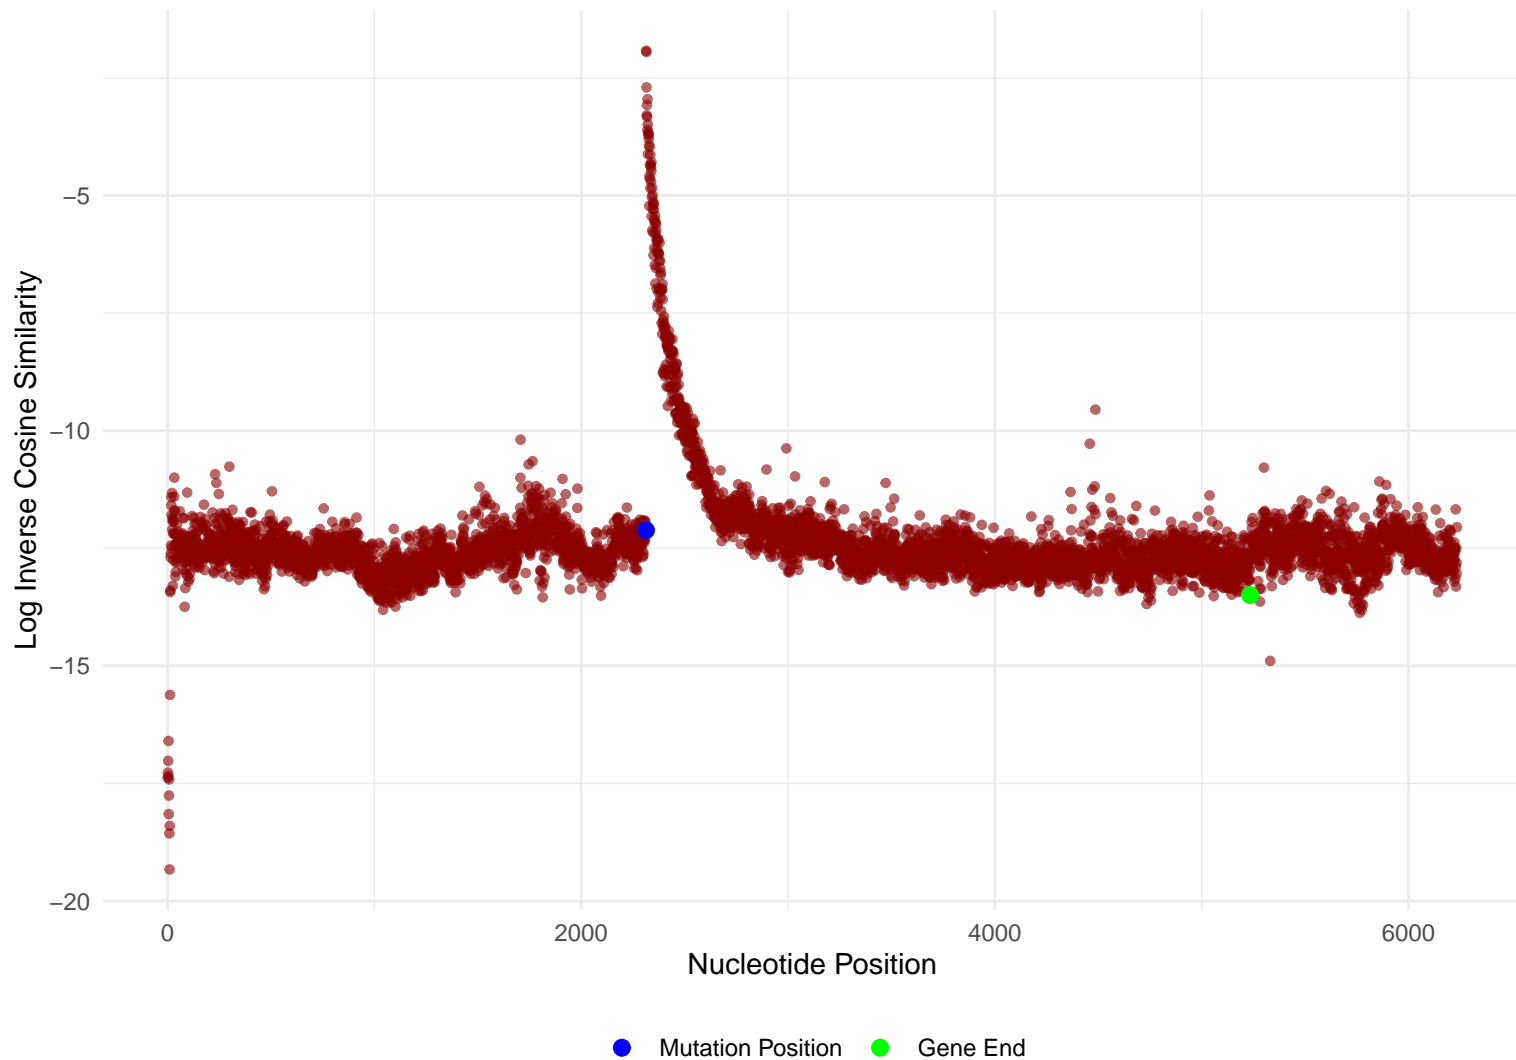 Log Inverse Cosine Similarity
−5
−10
−15
−20
0 2000 4000 6000
Nucleotide Position
Mutation Position Gene End